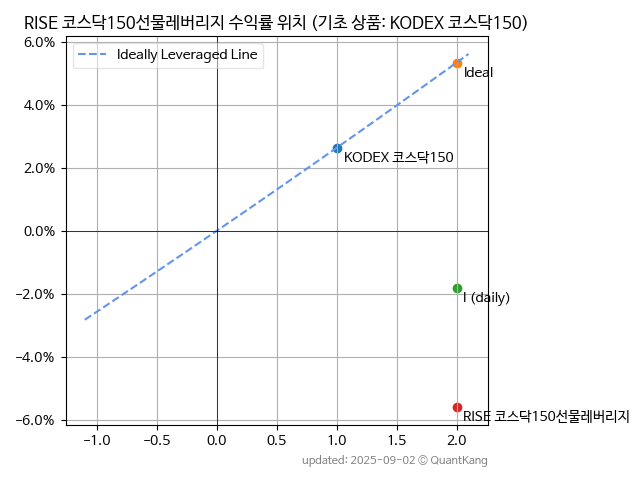 RISE 코스닥150선물레버리지 수익률 위치 (기초 상품: KODEX 코스닥150)
6.0%
Ideally Leveraged Line
Ideal
4.0%
KODEX 코스닥150
2.0%
0.0%
−2.0%
I (daily)
−4.0%
RISE 코스닥150선물레버리지
−6.0%
−1.0 −0.5 0.0 0.5 1.0 1.5 2.0
updated: 2025-09-02 © QuantKang